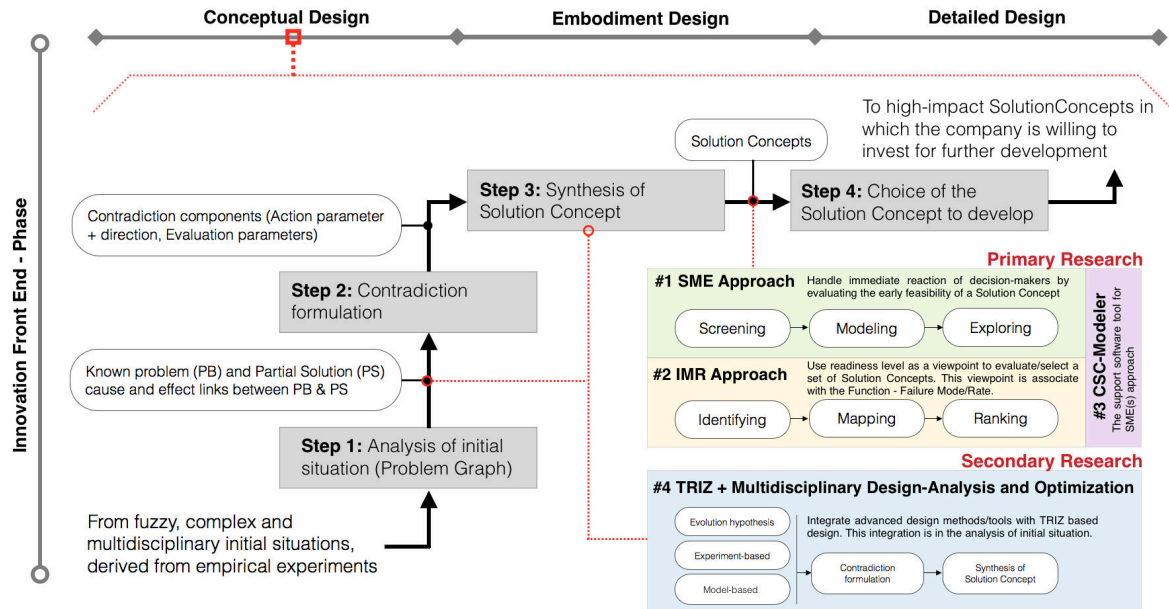 Conceptual Design
Embodiment Design
Detailed Design
Innovation Front End - Phase
To high-impact SolutionConcepts in
which the company is willing to
invest for further development
Solution Concepts
Step 3: Synthesis of
Solution Concept
Step 4: Choice of the
Solution Concept to develop
Contradiction components (Action parameter
+ direction, Evaluation parameters)
Step 2: Contradiction
formulation
Known problem (PB) and Partial Solution (PS)
cause and effect links between PB & PS
Step 1: Analysis of initial
situation (Problem Graph)
From fuzzy, complex and
multidisciplinary initial situations,
derived from empirical experiments
Primary Research
#1 SME Approach
Handle immediate reaction of decision-makers by
evaluating the early feasibility of a Solution Concept
Screening
Modeling
Exploring
#2 IMR Approach
Use readiness level as a viewpoint to evaluate/select a
set of Solution Concepts. This viewpoint is associate
with the Function - Failure Mode/Rate.
Identifying
Mapping
Ranking
#3 CSC-Modeler
The support software tool for
SME(s) approach
Secondary Research
#4 TRIZ + Multidisciplinary Design-Analysis and Optimization
Evolution hypothesis
Experiment-based
Model-based
Integrate advanced design methods/tools with TRIZ based
design. This integration is in the analysis of initial situation.
Contradiction
formulation
Synthesis of
Solution Concept